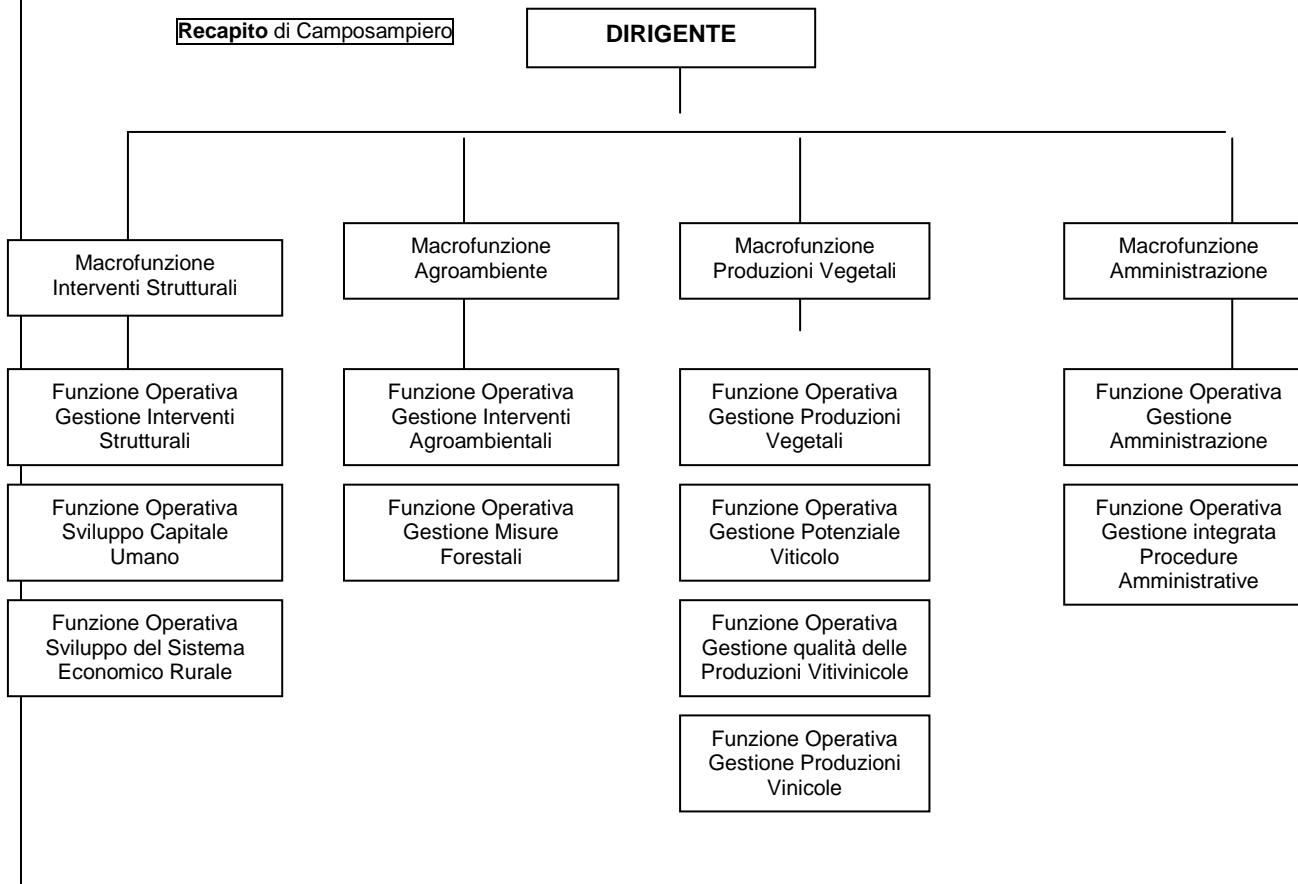 Recapito di Camposampiero
DIRIGENTE
Macrofunzione
Interventi Strutturali
Macrofunzione
Agroambiente
Macrofunzione
Produzioni Vegetali
Macrofunzione
Amministrazione
Funzione Operativa
Gestione Interventi
Strutturali
Funzione Operativa
Gestione Interventi
Agroambientali
Funzione Operativa
Gestione Produzioni
Vegetali
Funzione Operativa
Gestione
Amministrazione
Funzione Operativa
Sviluppo Capitale
Umano
Funzione Operativa
Gestione Misure
Forestali
Funzione Operativa
Gestione Potenziale
Viticolo
Funzione Operativa
Gestione integrata
Procedure
Amministrative
Funzione Operativa
Sviluppo del Sistema
Economico Rurale
Funzione Operativa
Gestione qualità delle
Produzioni Vitivinicole
Funzione Operativa
Gestione Produzioni
Vinicole